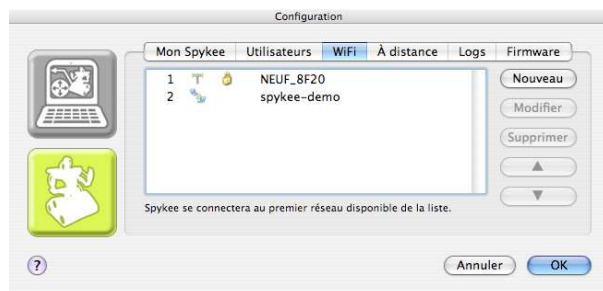 Configuration
Mon Spykee Utilisateurs WiFi À distance Logs Firmware
1 NEUF_8F20
2 spykee-demo
Nouveau
Modifier
Supprimer
Spykee se connectera au premier réseau disponible de la liste.
? Annuler OK